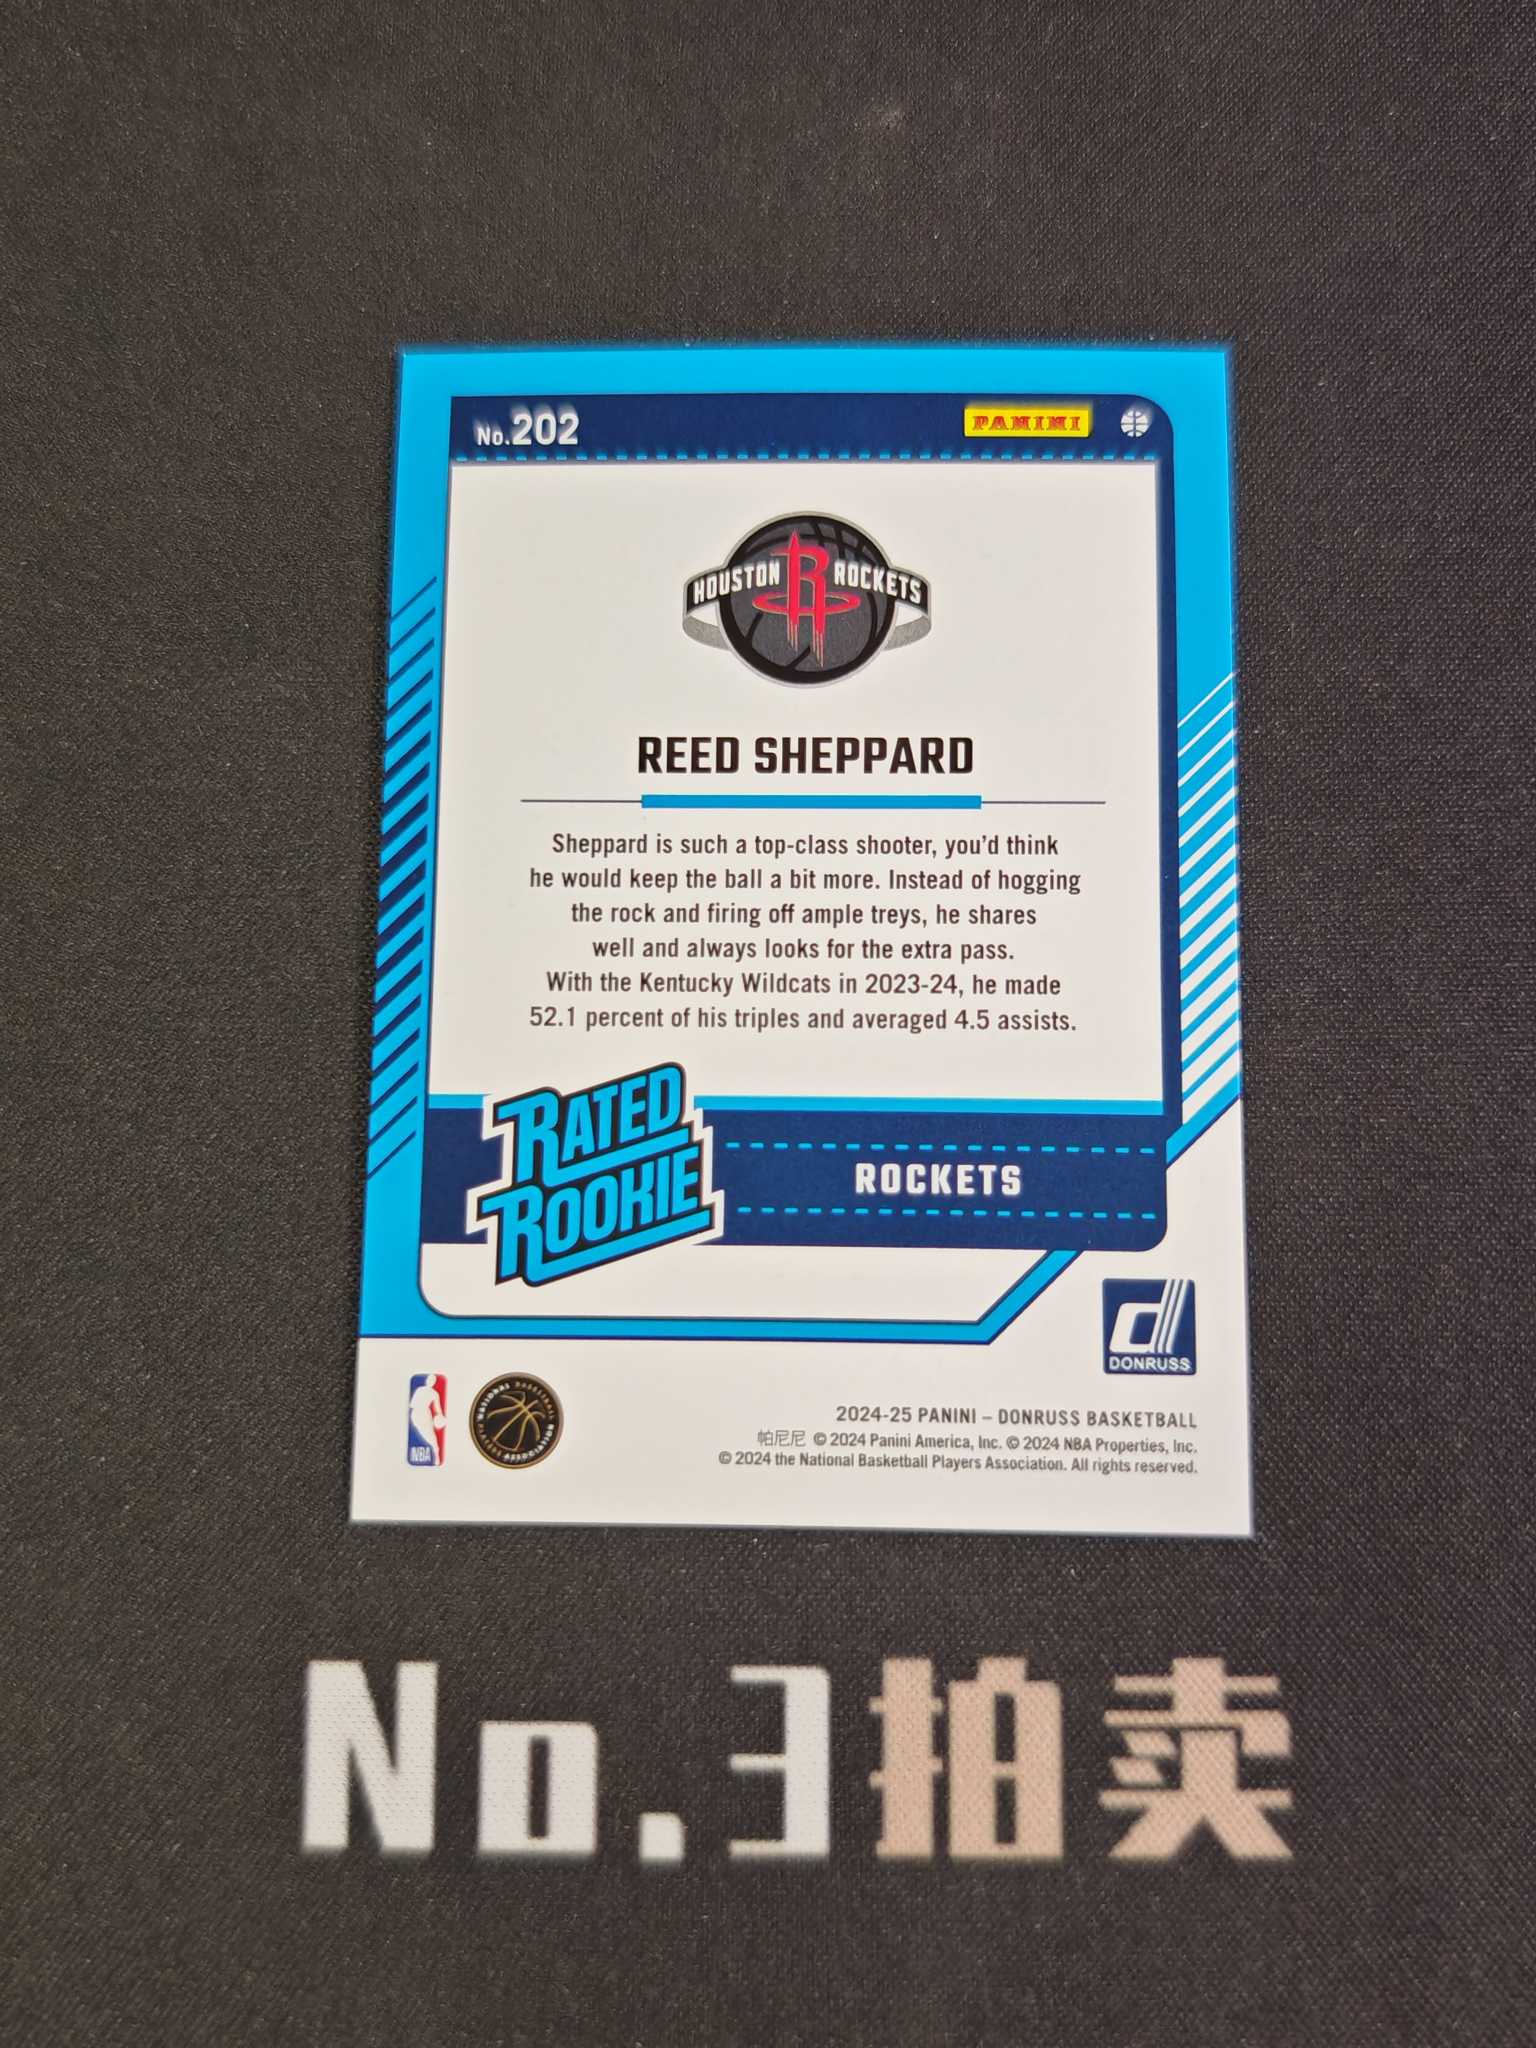 No.202
PANINI
HOUSTON ROCKETS
REED SHEPPARD
Sheppard is such a top-class shooter, you'd think
he would keep the ball a bit more. Instead of hogging
the rock and firing off ample treys, he shares
well and always looks for the extra pass.
With the Kentucky Wildcats in 2023-24, he made
52.1 percent of his triples and averaged 4.5 assists.
RATED
ROOKIE
ROCKETS
DONRUSS
NBA
NATIONAL BASKETBALL PLAYERS ASSOCIATION
2024-25 PANINI – DONRUSS BASKETBALL
帕尼尼 © 2024 Panini America, Inc. © 2024 NBA Properties, Inc.
© 2024 the National Basketball Players Association. All rights reserved.
No.3拍卖